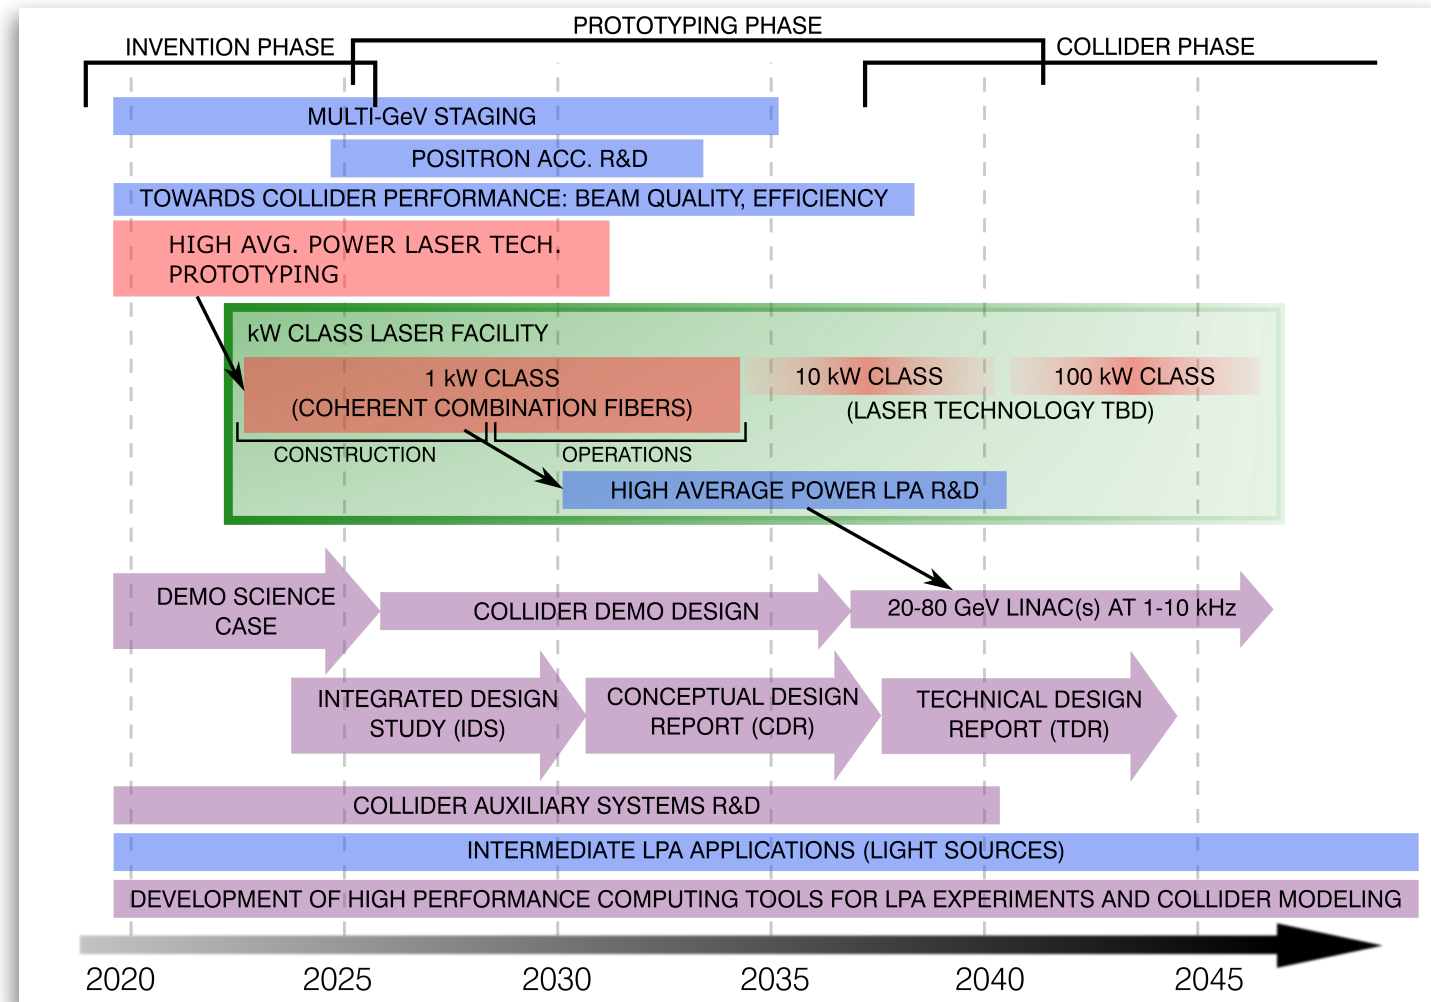 PROTOTYPING PHASE
INVENTION PHASE
COLLIDER PHASE
MULTI-GeV STAGING
POSITRON ACC. R&D
TOWARDS COLLIDER PERFORMANCE: BEAM QUALITY, EFFICIENCY
HIGH AVG. POWER LASER TECH.
PROTOTYPING
kW CLASS LASER FACILITY
1 kW CLASS
(COHERENT COMBINATION FIBERS)
10 kW CLASS
100 kW CLASS
(LASER TECHNOLOGY TBD)
CONSTRUCTION
OPERATIONS
HIGH AVERAGE POWER LPA R&D
DEMO SCIENCE
CASE
COLLIDER DEMO DESIGN
20-80 GeV LINAC(s) AT 1-10 kHz
INTEGRATED DESIGN
STUDY (IDS)
CONCEPTUAL DESIGN
REPORT (CDR)
TECHNICAL DESIGN
REPORT (TDR)
COLLIDER AUXILIARY SYSTEMS R&D
INTERMEDIATE LPA APPLICATIONS (LIGHT SOURCES)
DEVELOPMENT OF HIGH PERFORMANCE COMPUTING TOOLS FOR LPA EXPERIMENTS AND COLLIDER MODELING
2020
2025
2030
2035
2040
2045